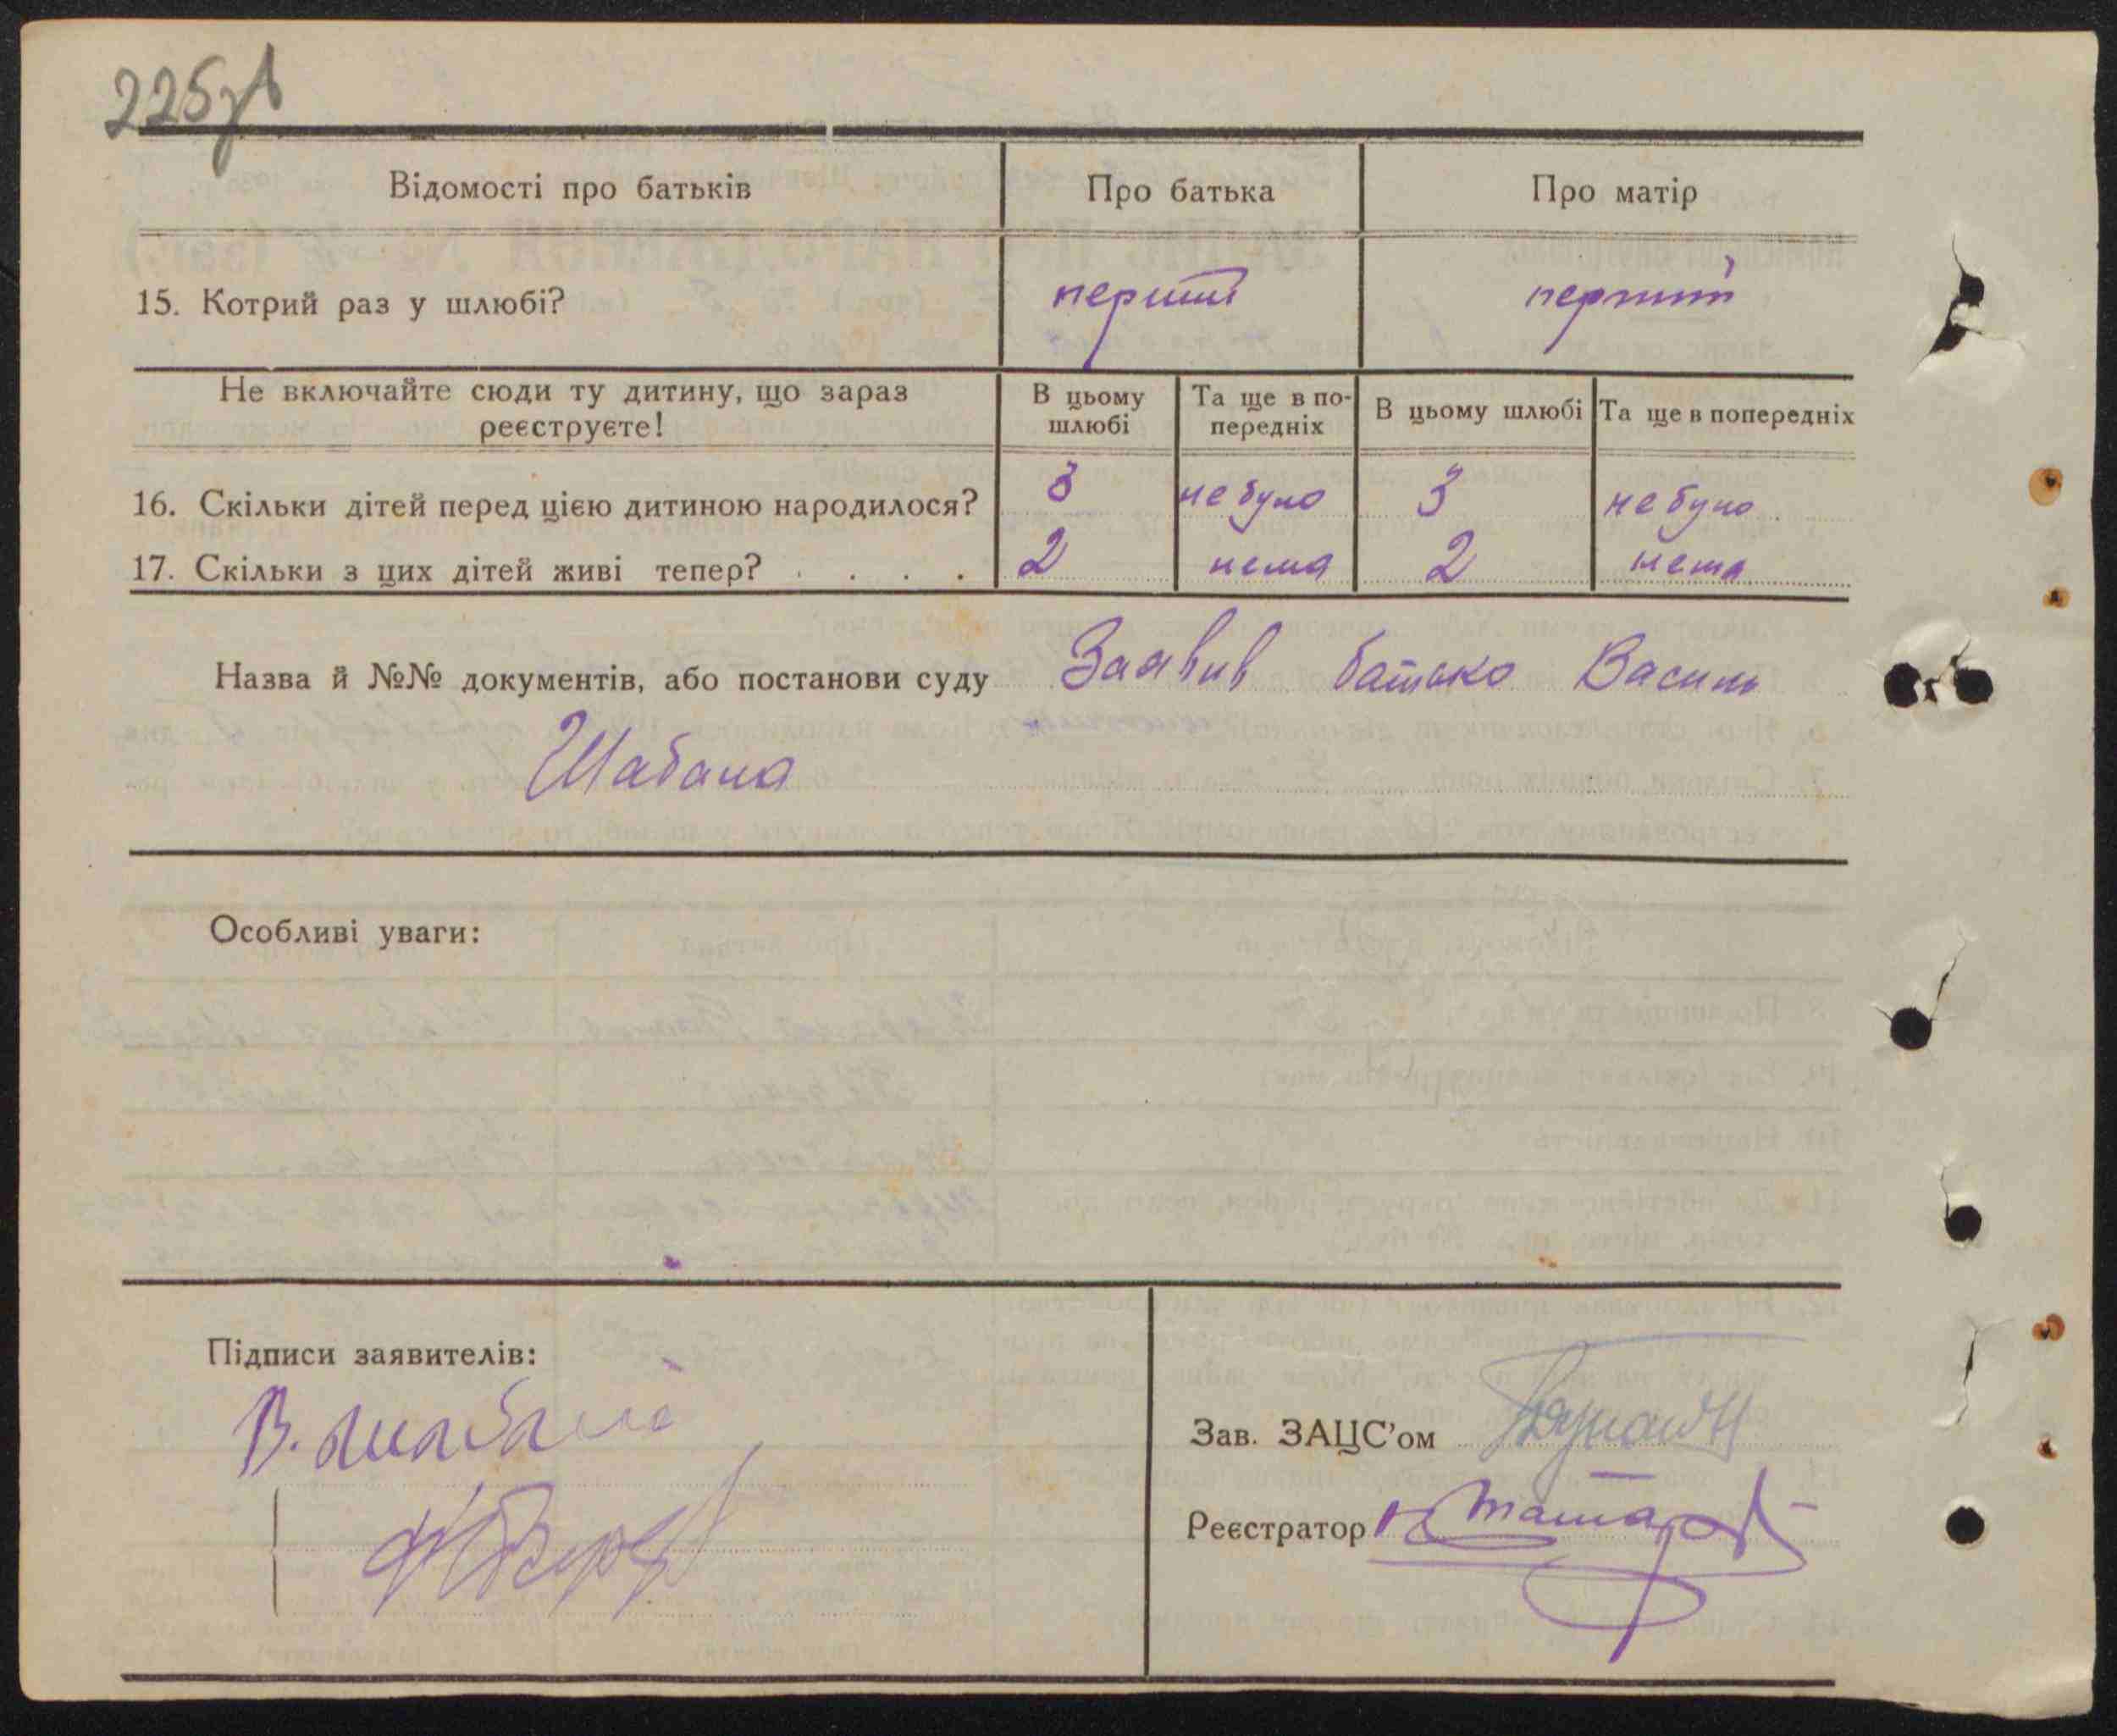 225зв
Відомості про батьків Про батька Про матір
15. Котрий раз у шлюбі? перший перший
Не включайте сюди ту дитину, що зараз реєструєте! В цьому шлюбі Та ще в попередніх В цьому шлюбі Та ще в попередніх
16. Скільки дітей перед цією дитиною народилося? 3 не було 3 не було
17. Скільки з цих дітей живі тепер? . . . . 2 нема 2 нема
Назва й №№ документів, або постанови суду Заявив батько Василь
Шабала
Особливі уваги:
Підписи заявителів:
В. Шабала
Зав. ЗАЦС'ом
Реєстратор